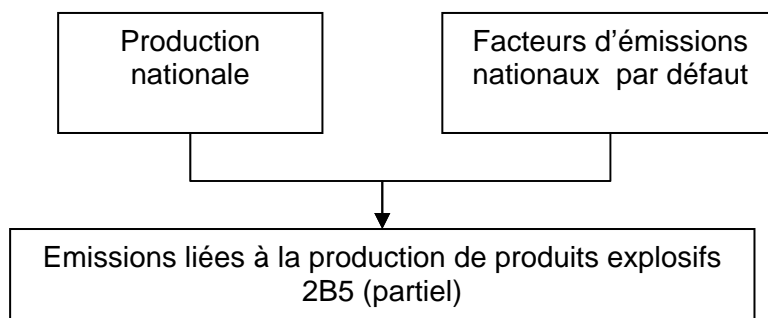 Production
nationale
Facteurs d'émissions
nationaux par défaut
Emissions liées à la production de produits explosifs
2B5 (partiel)